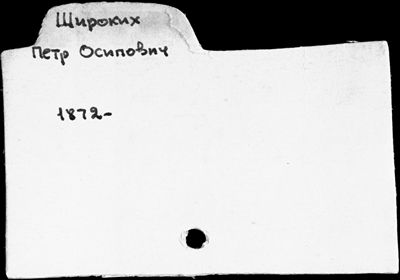 Широких
Петр Осипович
1872-